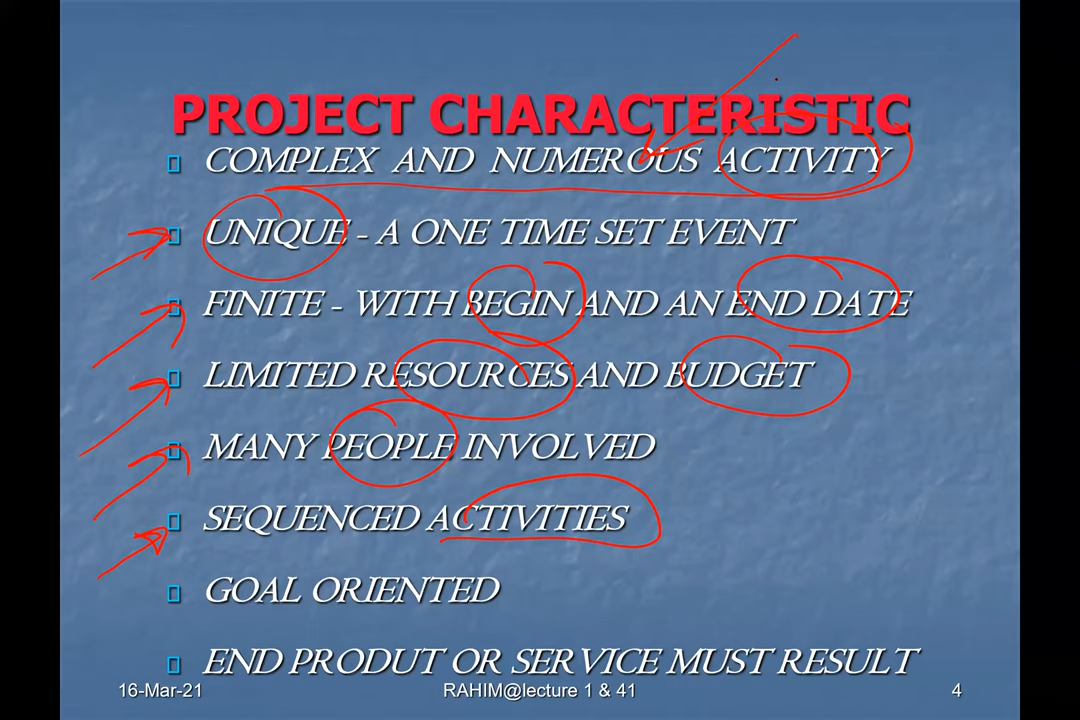 PROJECT CHARACTERISTIC
COMPLEX AND NUMEROUS ACTIVITY
UNIQUE - A ONE TIME SET EVENT
FINITE - WITH BEGIN AND AN END DATE
LIMITED RESOURCES AND BUDGET
MANY PEOPLE INVOLVED
SEQUENCED ACTIVITIES
GOAL ORIENTED
END PRODUT OR SERVICE MUST RESULT
16-Mar-21 RAHIM@lecture 1 & 41 4